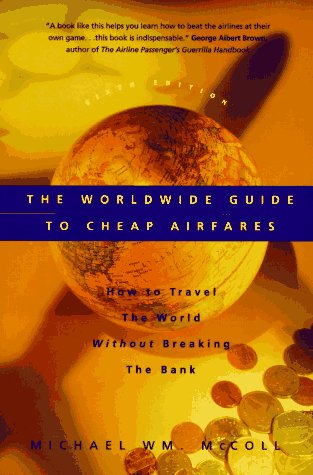 "A book like this helps you learn how to beat the airlines at their
own game. . .this book is indispensable." George Albert Brown,
author of The Airline Passenger's Guerrilla Handbook
SIXTH EDITION
THE WORLDWIDE GUIDE
TO CHEAP AIRFARES
How to Travel
The World
Without Breaking
The Bank
MICHAEL WM. McCOLL